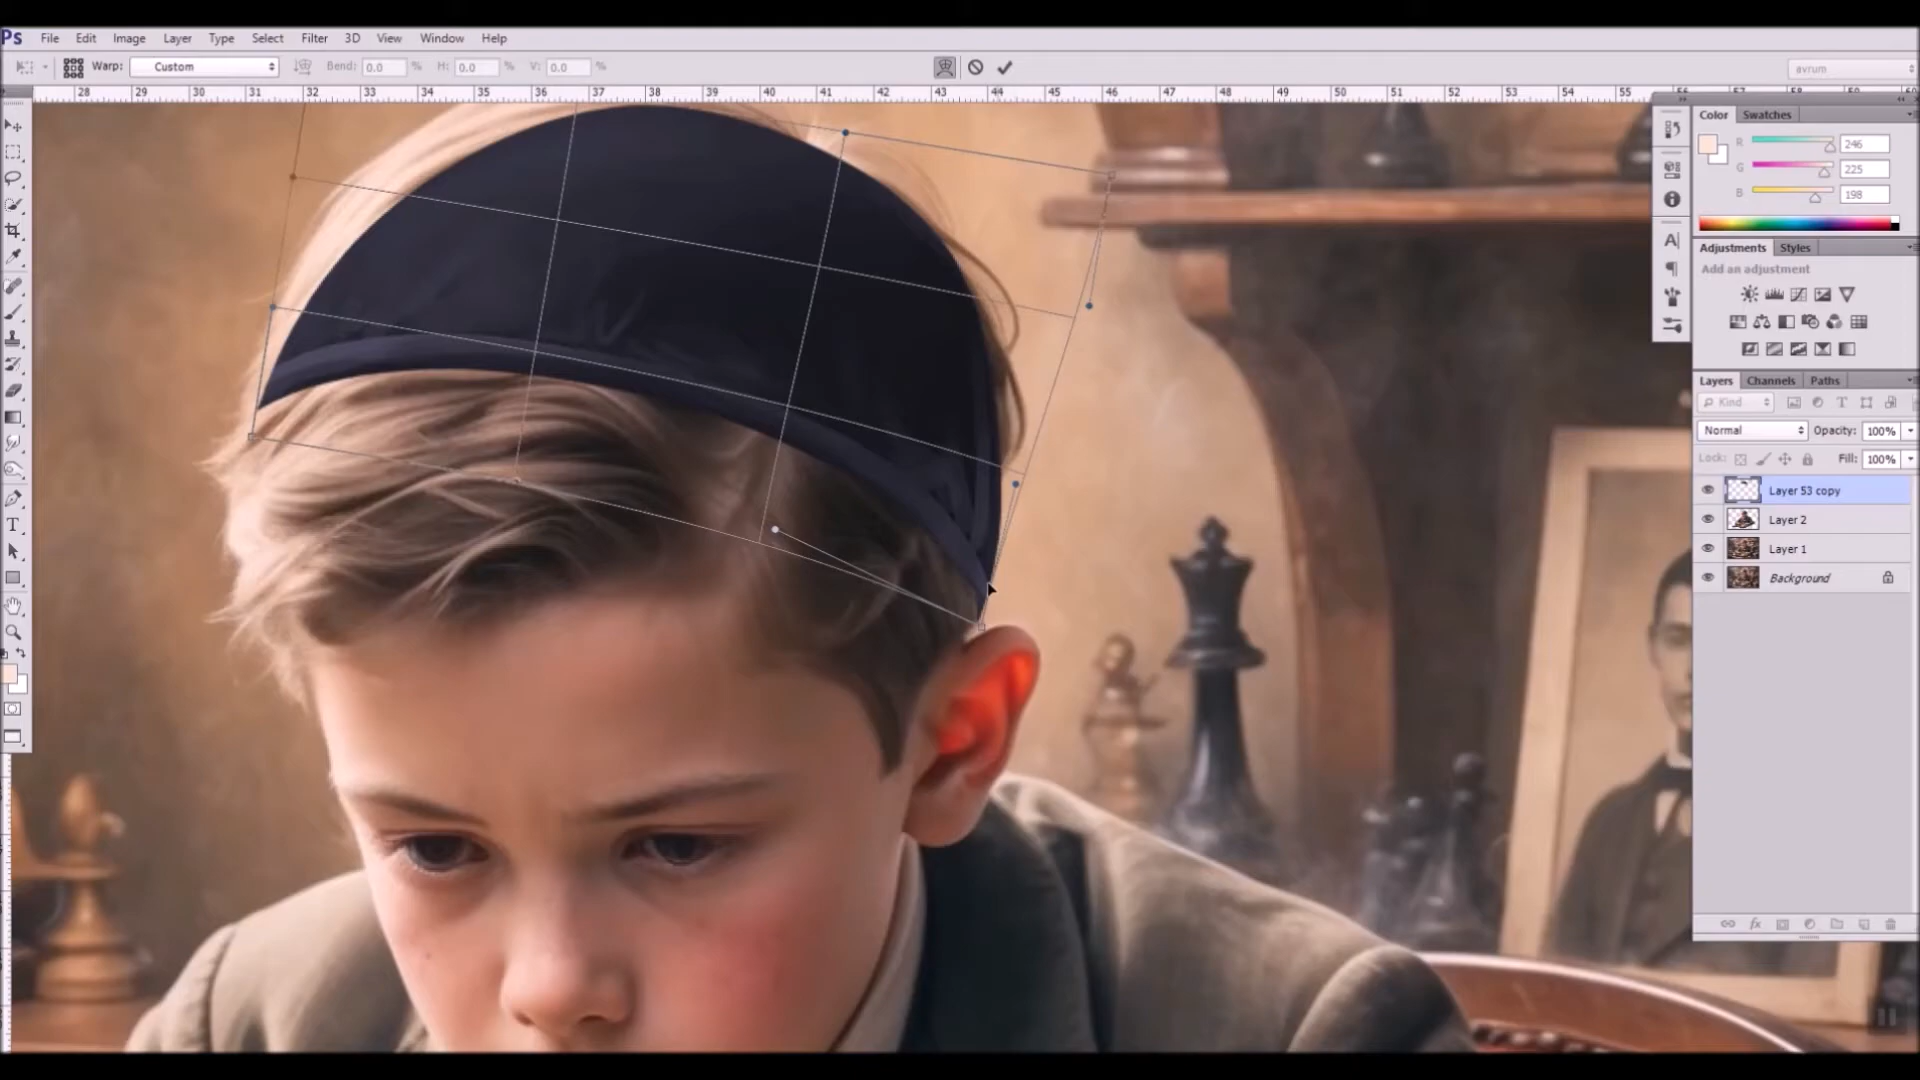 Ps File Edit Image Layer Type Select Filter 3D View Window Help
Warp: Custom Bend: 0.0 % H: 0.0 % V: 0.0 % avrum
28 29 30 31 32 33 34 35 36 37 38 39 40 41 42 43 44 45 46 47 48 49 50 51 52 53 54 55
Color Swatches
R 246
G 225
B 198
Adjustments Styles
Add an adjustment
Layers Channels Paths
Kind
Normal Opacity: 100%
Lock: Fill: 100%
Layer 53 copy
Layer 2
Layer 1
Background